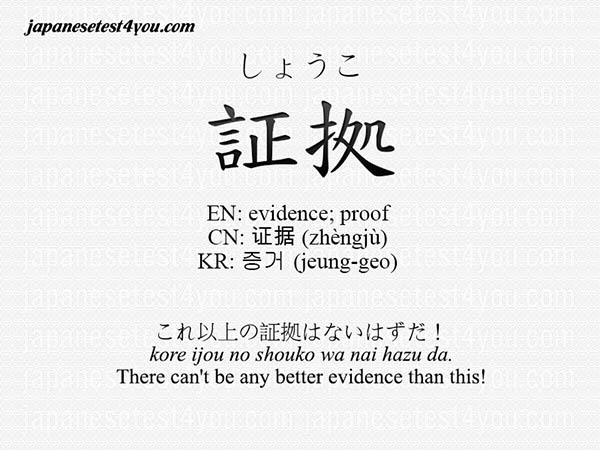 japanesetest4you.com
しょうこ
証拠
EN: evidence; proof
CN: 证据 (zhèngjù)
KR: 증거 (jeung-geo)
これ以上の証拠はないはずだ！
kore ijou no shouko wa nai hazu da.
There can't be any better evidence than this!